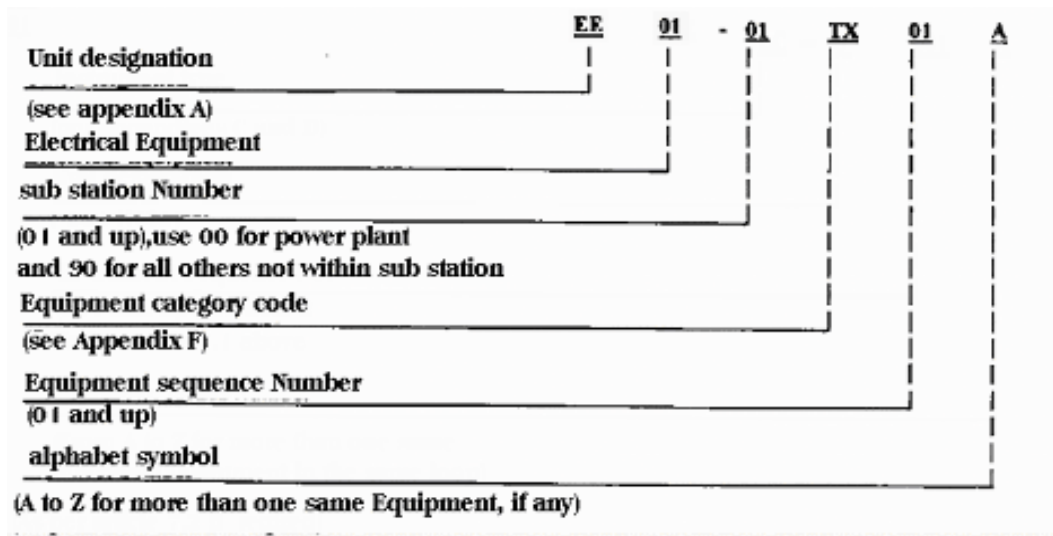 EE 01 - 01 TX 01 A
Unit designation
(see appendix A)
Electrical Equipment
sub station Number
(01 and up),use 00 for power plant
and 90 for all others not within sub station
Equipment category code
(see Appendix F)
Equipment sequence Number
(01 and up)
alphabet symbol
(A to Z for more than one same Equipment, if any)